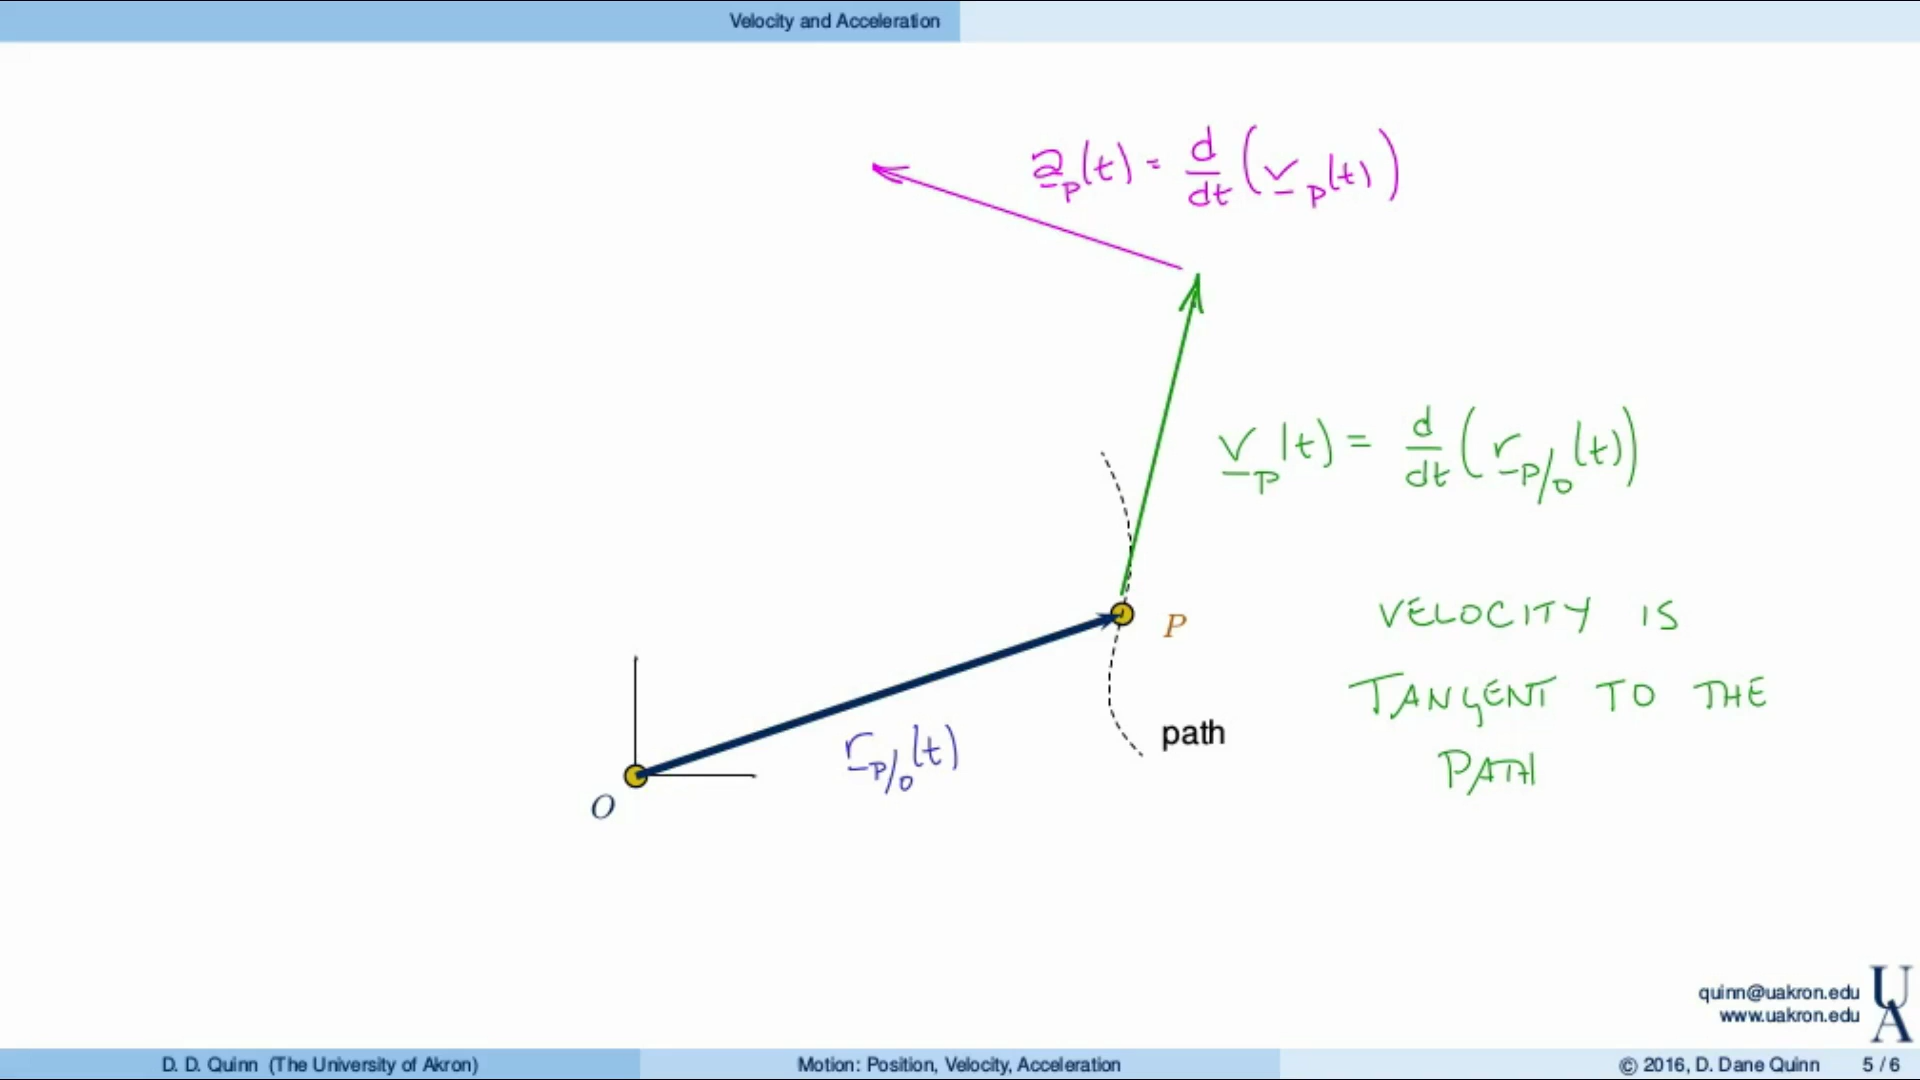 Velocity and Acceleration
a_p(t) = d/dt (v_p(t))
v_p(t) = d/dt (r_p/o(t))
P
VELOCITY IS
TANGENT TO THE
PATH
path
r_p/o(t)
O
quinn@uakron.edu
www.uakron.edu
UA
D. D. Quinn (The University of Akron)
Motion: Position, Velocity, Acceleration
© 2016, D. Dane Quinn 5 / 6